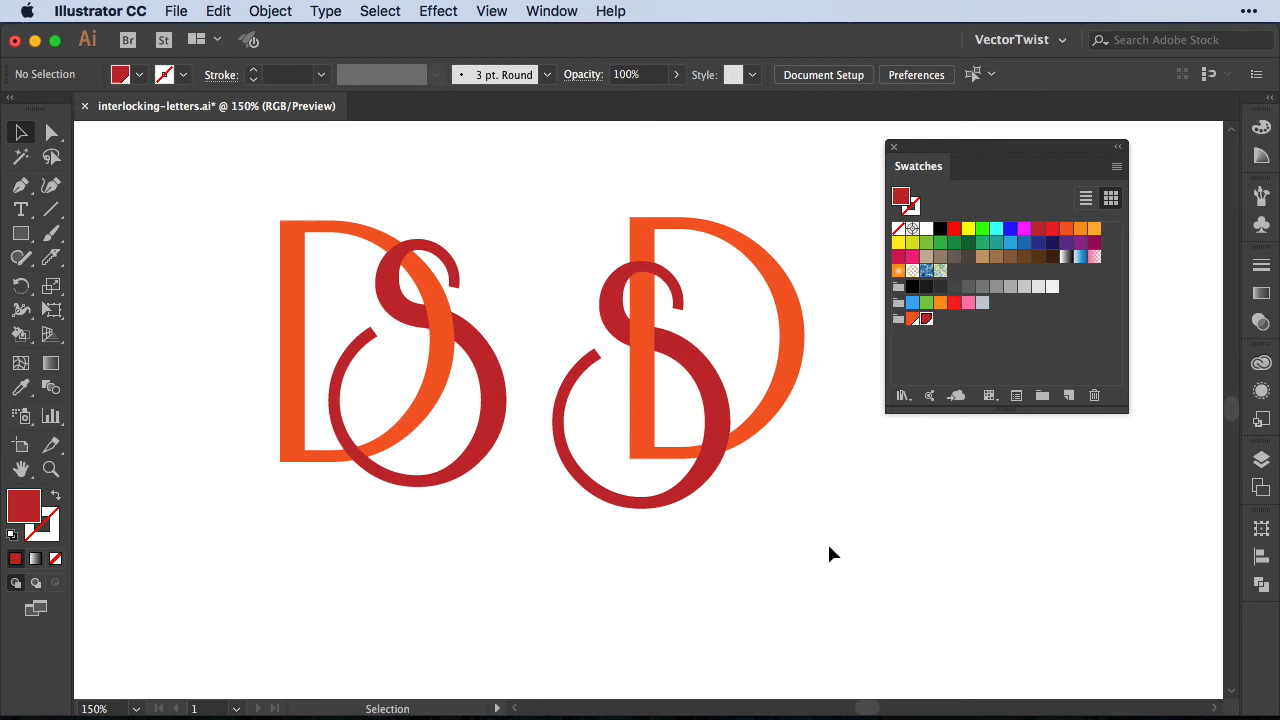 Illustrator CC File Edit Object Type Select Effect View Window Help
Ai Br St VectorTwist Search Adobe Stock
No Selection Stroke: 3 pt. Round Opacity: 100% Style: Document Setup Preferences
interlocking-letters.ai* @ 150% (RGB/Preview)
Swatches
D S S D
150% 1 Selection